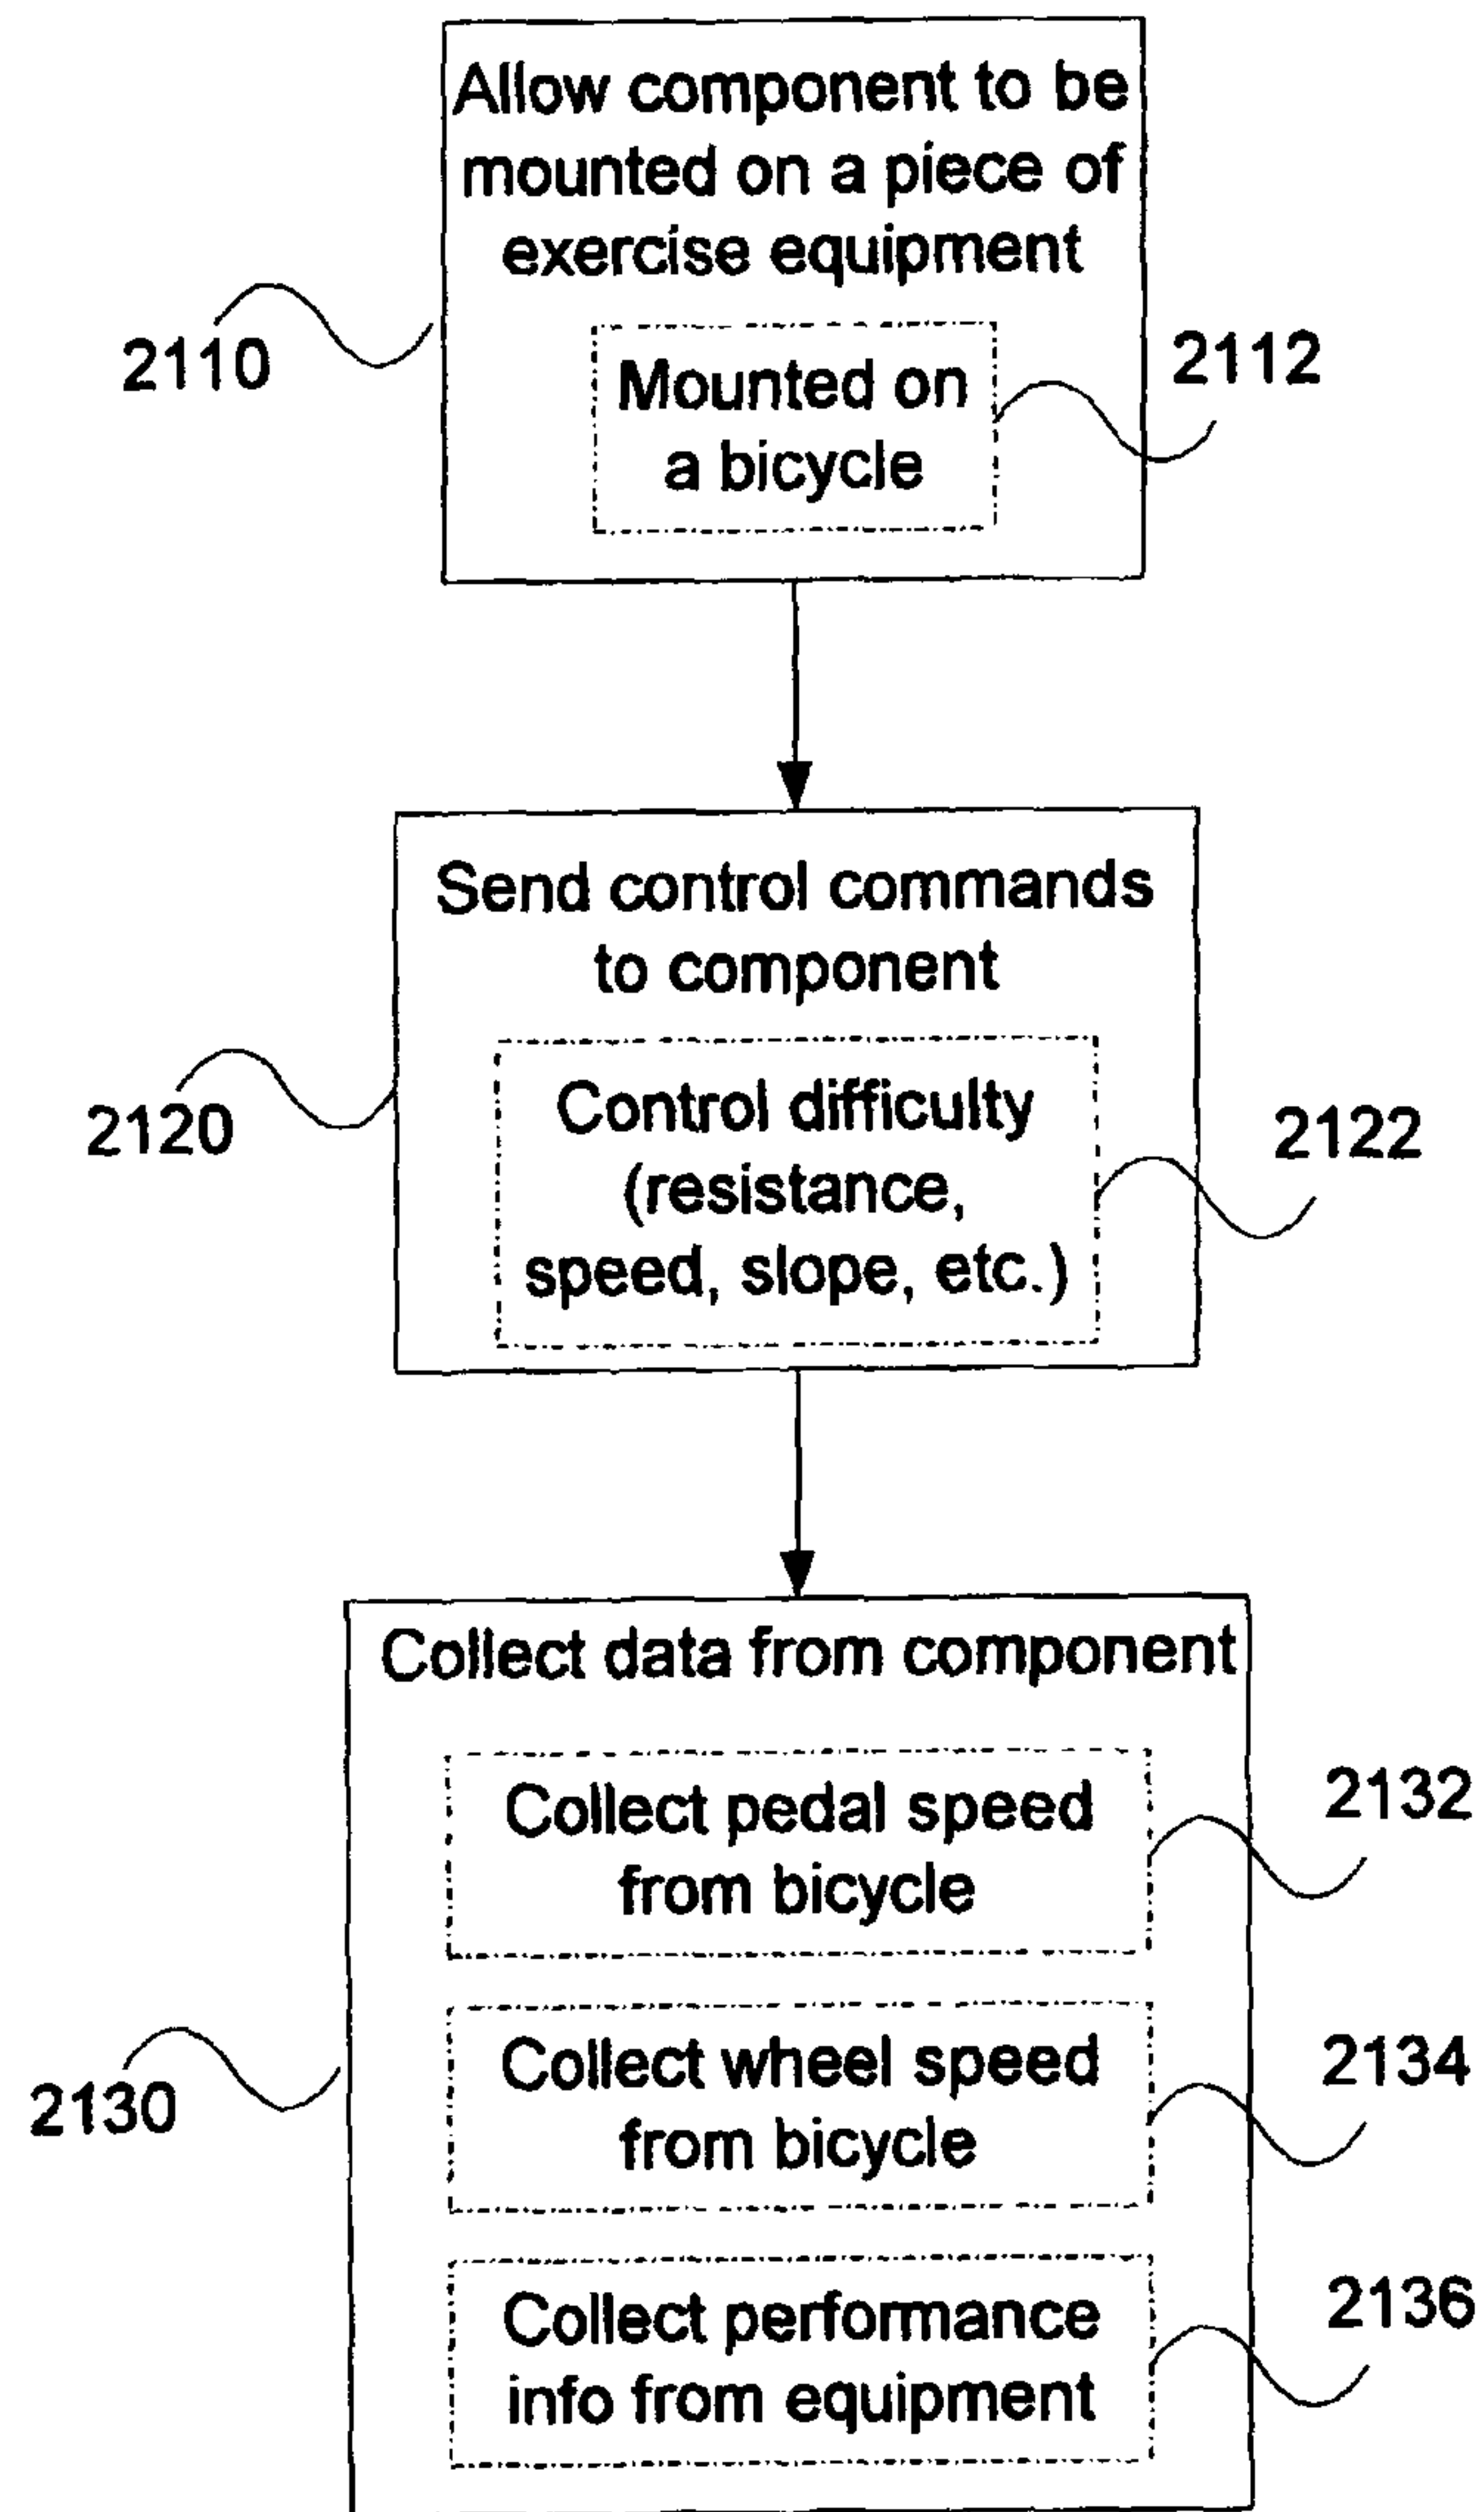 Allow component to be
mounted on a piece of
exercise equipment
2110
Mounted on
a bicycle
2112
Send control commands
to component
2120
Control difficulty
(resistance,
speed, slope, etc.)
2122
Collect data from component
Collect pedal speed
from bicycle
2132
2130
Collect wheel speed
from bicycle
2134
Collect performance
info from equipment
2136